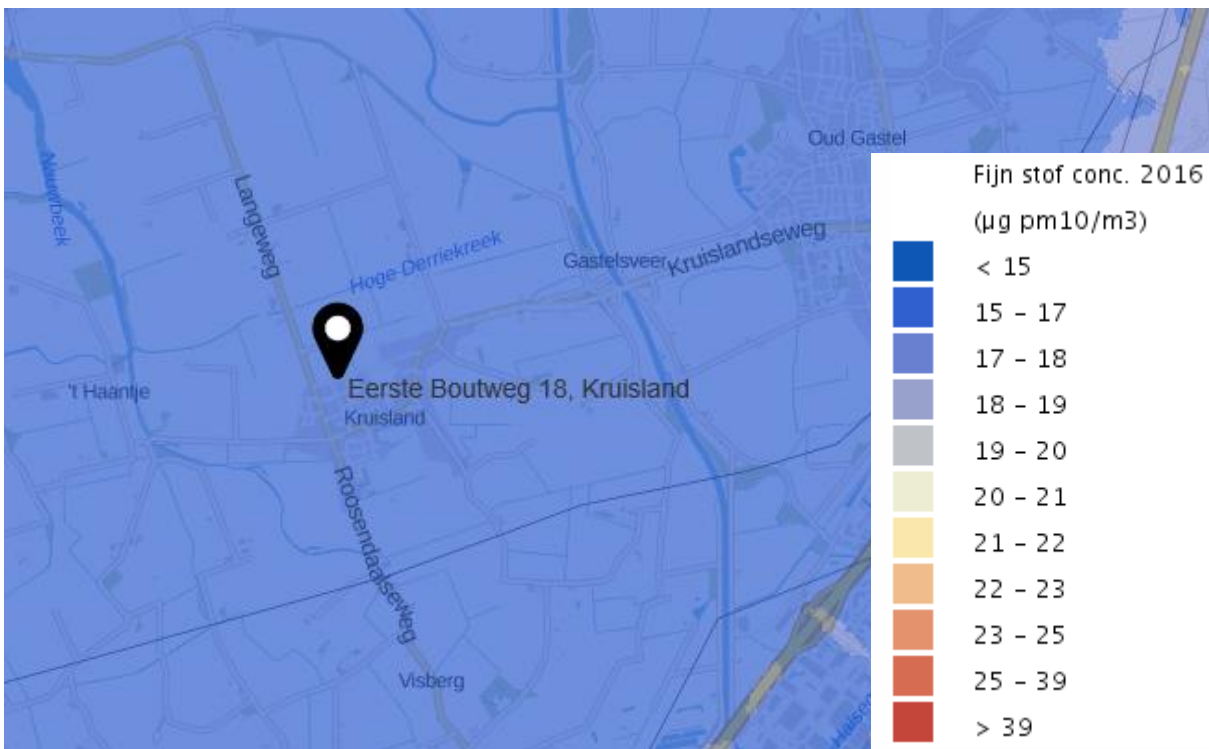 Oud Gastel
Nieuwbeek
Langeweg
Hoge Derriekreek
Gastelsveer
Kruislandseweg
't Haantje
Eerste Boutweg 18, Kruisland
Kruisland
Roosendaalseweg
Visberg
Fijn stof conc. 2016
(µg pm10/m3)
< 15
15 – 17
17 – 18
18 – 19
19 – 20
20 – 21
21 – 22
22 – 23
23 – 25
25 – 39
> 39